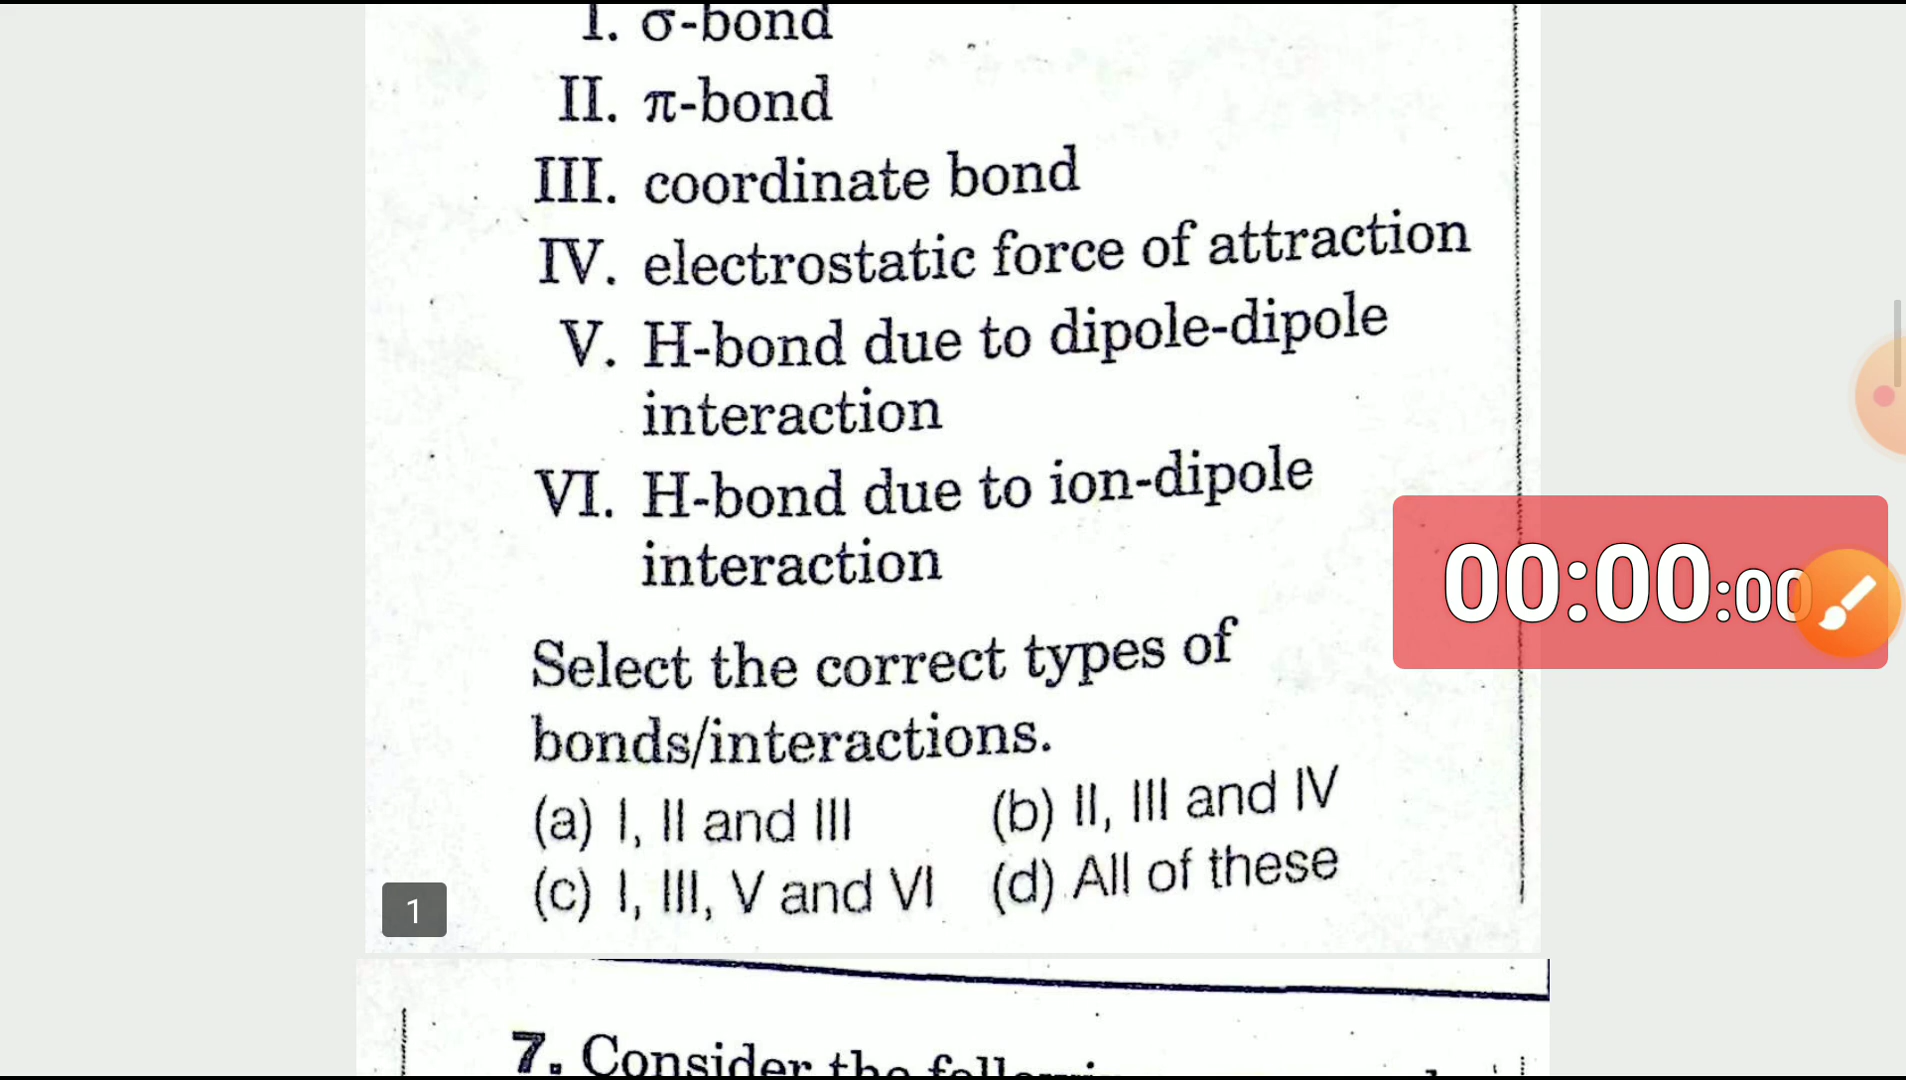 I. σ-bond
II. π-bond
III. coordinate bond
IV. electrostatic force of attraction
V. H-bond due to dipole-dipole
interaction
VI. H-bond due to ion-dipole
interaction
Select the correct types of
bonds/interactions.
(a) I, II and III (b) II, III and IV
(c) I, III, V and VI (d) All of these
1
00:00:00
7. Consider the